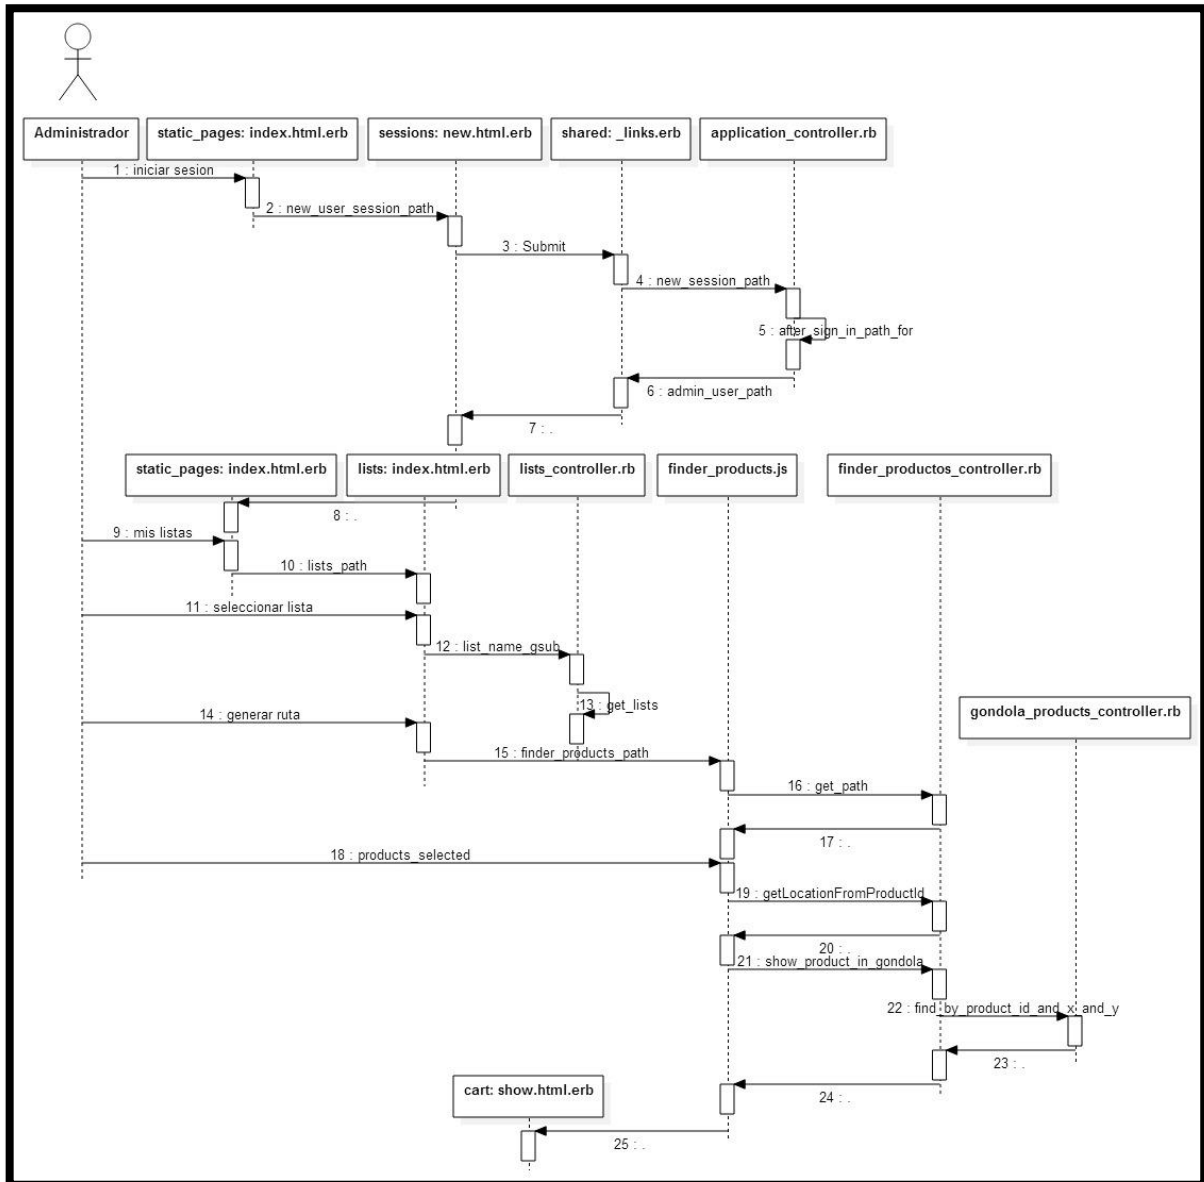 Administrador
static_pages: index.html.erb
sessions: new.html.erb
shared: _links.erb
application_controller.rb
1 : iniciar sesion
2 : new_user_session_path
3 : Submit
4 : new_session_path
5 : after_sign_in_path_for
6 : admin_user_path
7 : .
static_pages: index.html.erb
lists: index.html.erb
lists_controller.rb
finder_products.js
finder_productos_controller.rb
8 : .
9 : mis listas
10 : lists_path
11 : seleccionar lista
12 : list_name_gsub
13 : get_lists
gondola_products_controller.rb
14 : generar ruta
15 : finder_products_path
16 : get_path
17 : .
18 : products_selected
19 : getLocationFromProductId
20 : .
21 : show_product_in_gondola
22 : find_by_product_id_and_x_and_y
23 : .
cart: show.html.erb
24 : .
25 : .